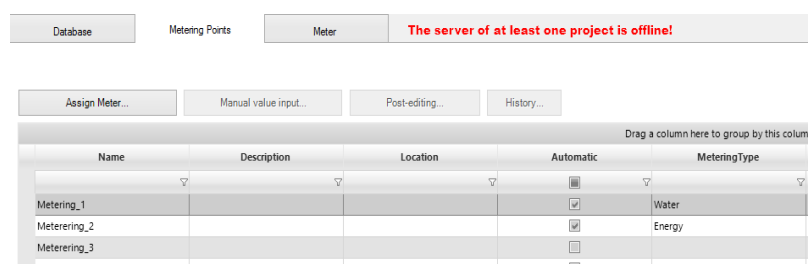 Database Metering Points Meter The server of at least one project is offline!
Assign Meter... Manual value input... Post-editing... History...
Drag a column here to group by this colum
Name Description Location Automatic MeteringType
Metering_1 Water
Meterering_2 Energy
Meterering_3